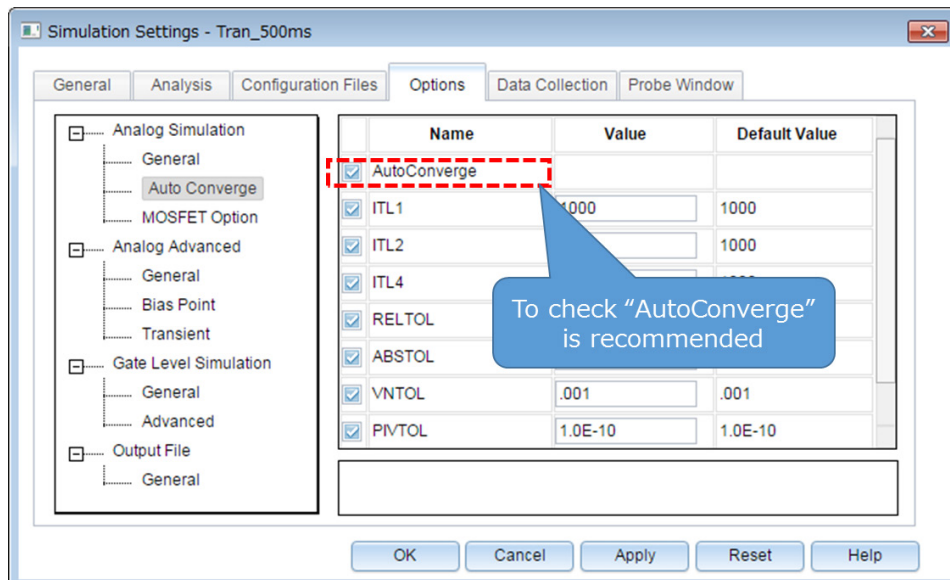 Simulation Settings - Tran_500ms
General Analysis Configuration Files Options Data Collection Probe Window
Analog Simulation
General
Auto Converge
MOSFET Option
Analog Advanced
General
Bias Point
Transient
Gate Level Simulation
General
Advanced
Output File
General
Name Value Default Value
AutoConverge
ITL1 1000 1000
ITL2 1000
ITL4
RELTOL
ABSTOL
VNTOL .001 .001
PIVTOL 1.0E-10 1.0E-10
To check “AutoConverge”
is recommended
OK Cancel Apply Reset Help